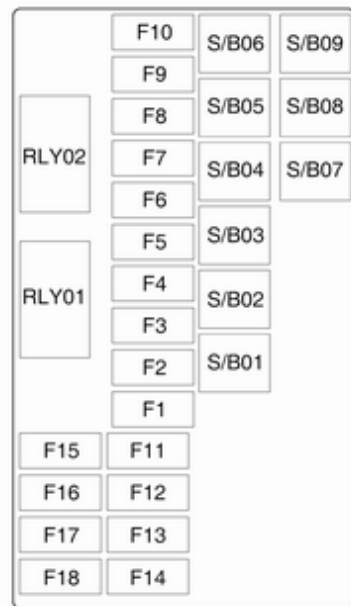 F10 S/B06 S/B09
F9
F8 S/B05 S/B08
RLY02 F7 S/B04 S/B07
F6
F5 S/B03
RLY01 F4
F3 S/B02
F2 S/B01
F1
F15 F11
F16 F12
F17 F13
F18 F14